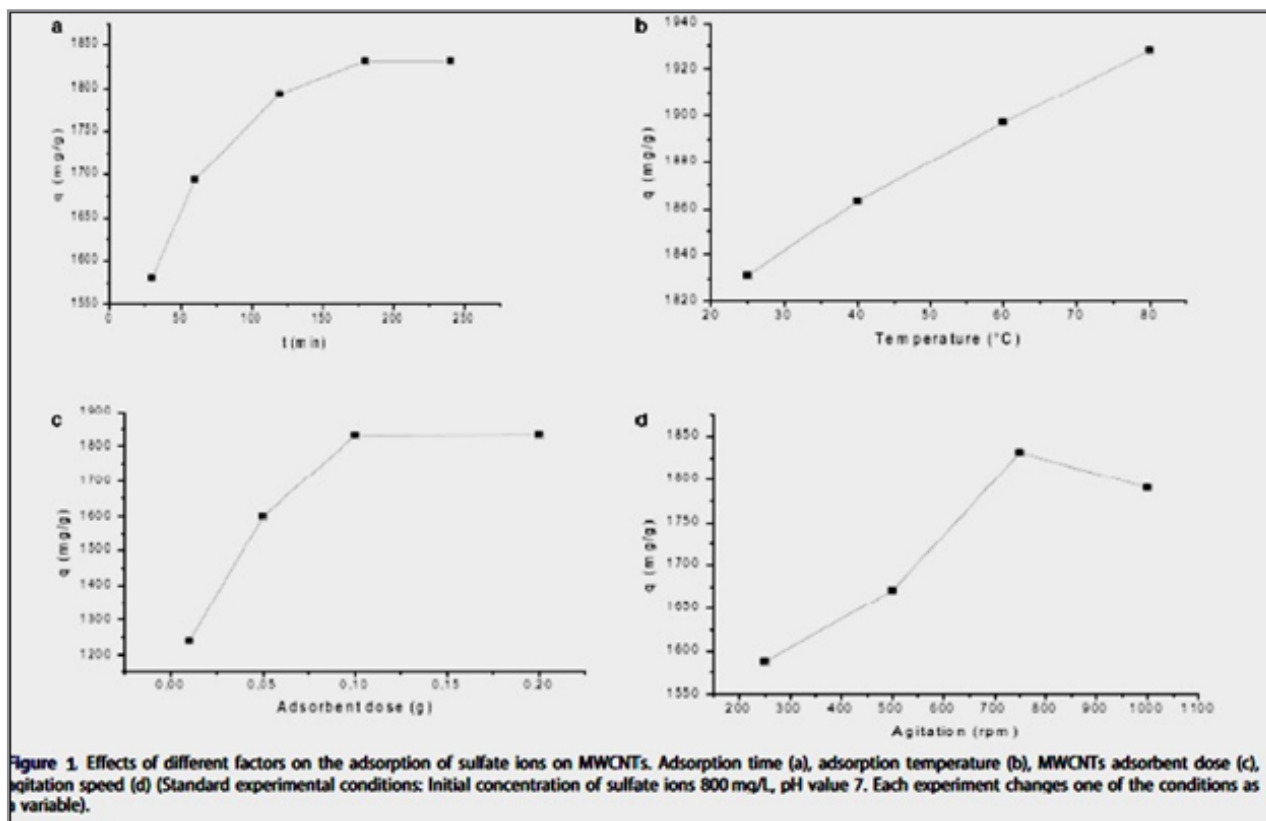 a
1850
1800
1750
1700
1650
1600
1550
q (mg/g)
0 50 100 150 200 250
t (min)
b
1940
1920
1900
1880
1860
1840
1820
q (mg/g)
20 30 40 50 60 70 80
Temperature (°C)
c
1900
1800
1700
1600
1500
1400
1300
1200
q (mg/g)
0,00 0,05 0,10 0,15 0,20
Adsorbent dose (g)
d
1850
1800
1750
1700
1650
1600
1550
q (mg/g)
200 300 400 500 600 700 800 900 1000 1100
Agitation (rpm)
Figure 1. Effects of different factors on the adsorption of sulfate ions on MWCNTs. Adsorption time (a), adsorption temperature (b), MWCNTs adsorbent dose (c),
agitation speed (d) (Standard experimental conditions: Initial concentration of sulfate ions 800 mg/L, pH value 7. Each experiment changes one of the conditions as
a variable).